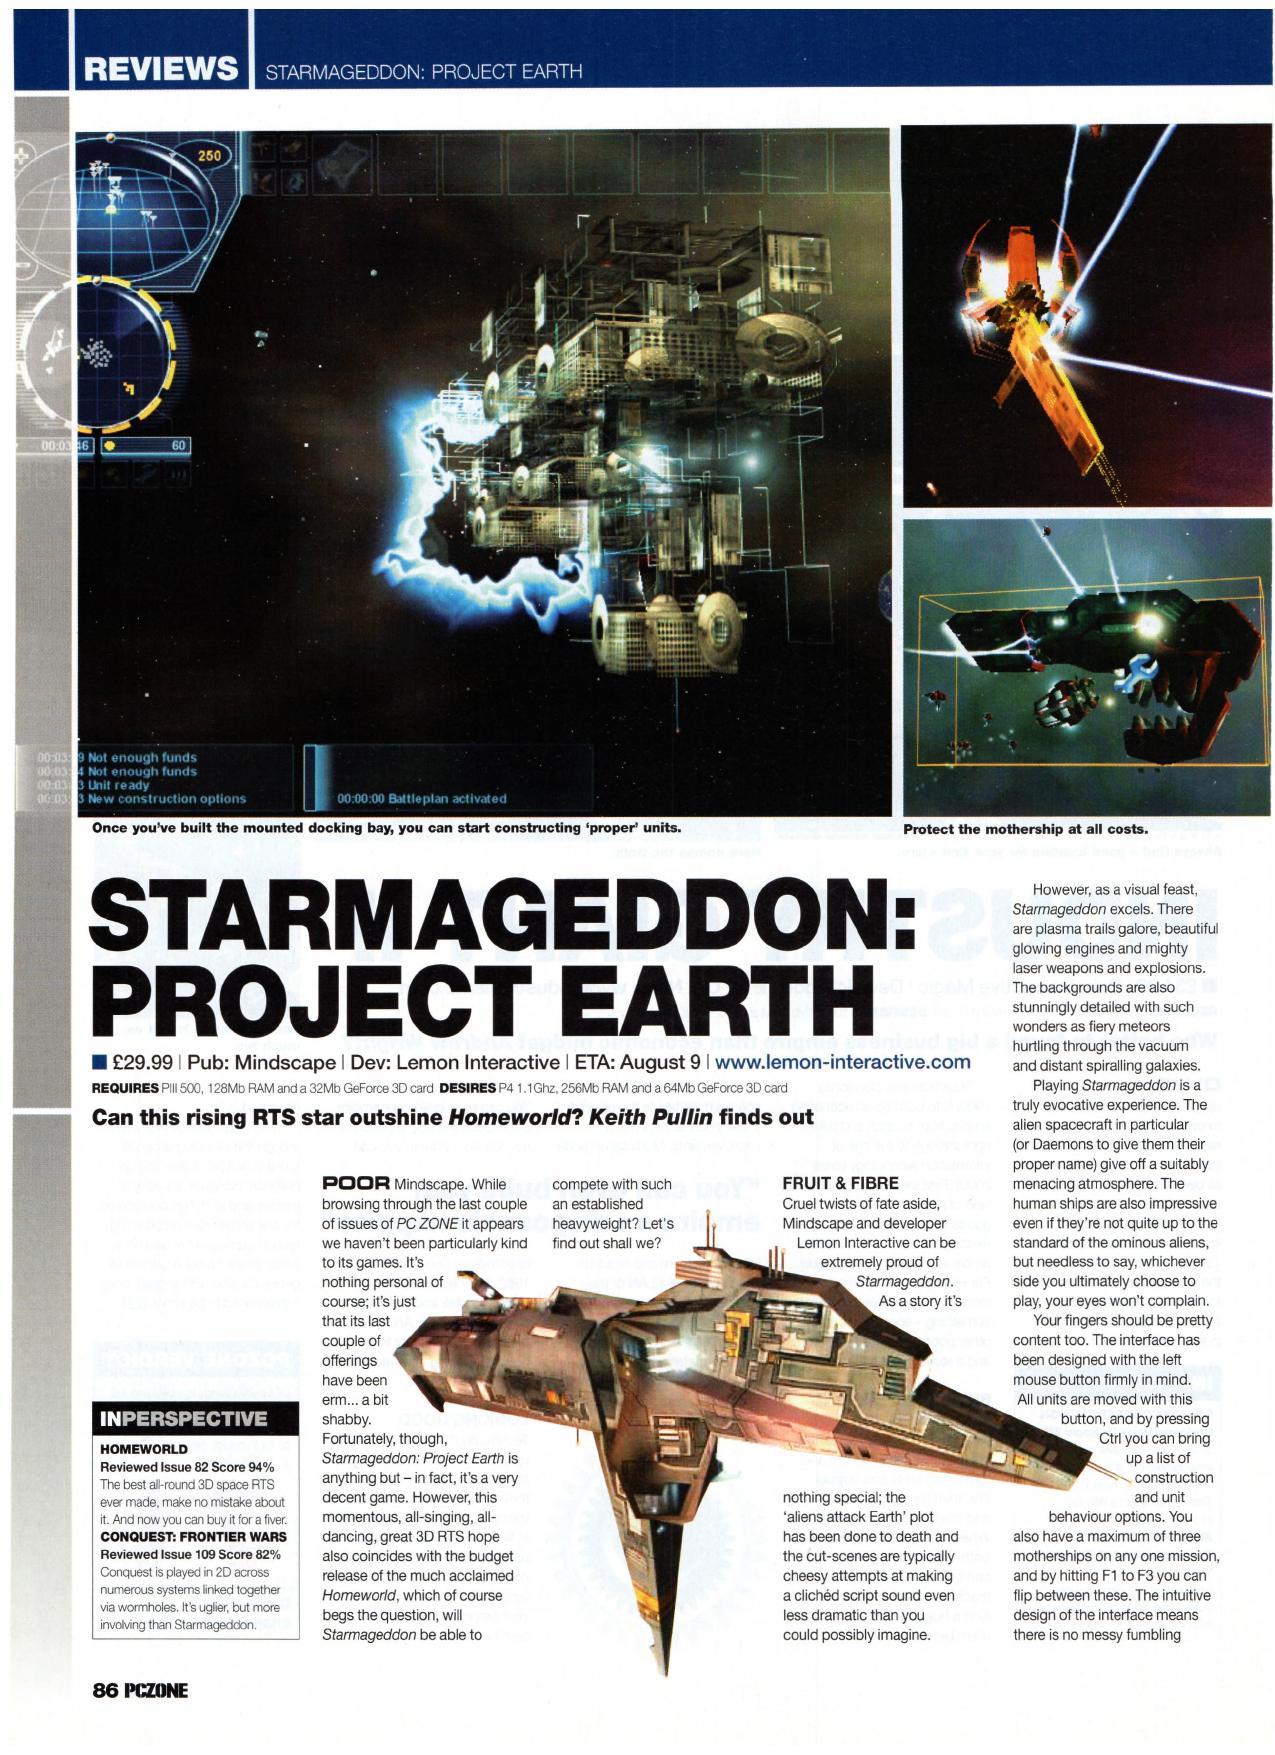 REVIEWS
STARMAGEDDON: PROJECT EARTH
250
00:03:46
60
Not enough funds
Not enough funds
Unit ready
New construction options
00:00:00 Battleplan activated
Once you've built the mounted docking bay, you can start constructing 'proper' units.
Protect the mothership at all costs.
STARMAGEDDON:
PROJECT EARTH
£29.99 | Pub: Mindscape | Dev: Lemon Interactive | ETA: August 9 | www.lemon-interactive.com
REQUIRES PIII 500, 128Mb RAM and a 32Mb GeForce 3D card DESIRES P4 1.1Ghz, 256Mb RAM and a 64Mb GeForce 3D card
Can this rising RTS star outshine Homeworld? Keith Pullin finds out
INPERSPECTIVE
HOMEWORLD
Reviewed Issue 82 Score 94%
The best all-round 3D space RTS
ever made, make no mistake about
it. And now you can buy it for a fiver.
CONQUEST: FRONTIER WARS
Reviewed Issue 109 Score 82%
Conquest is played in 2D across
numerous systems linked together
via wormholes. It's uglier, but more
involving than Starmageddon.
POOR Mindscape. While
browsing through the last couple
of issues of PC ZONE it appears
we haven't been particularly kind
to its games. It's
nothing personal of
course; it's just
that its last
couple of
offerings
have been
erm... a bit
shabby.
Fortunately, though,
Starmageddon: Project Earth is
anything but – in fact, it's a very
decent game. However, this
momentous, all-singing, all-
dancing, great 3D RTS hope
also coincides with the budget
release of the much acclaimed
Homeworld, which of course
begs the question, will
Starmageddon be able to
compete with such
an established
heavyweight? Let's
find out shall we?
FRUIT & FIBRE
Cruel twists of fate aside,
Mindscape and developer
Lemon Interactive can be
extremely proud of
Starmageddon.
As a story it's
nothing special; the
'aliens attack Earth' plot
has been done to death and
the cut-scenes are typically
cheesy attempts at making
a clichéd script sound even
less dramatic than you
could possibly imagine.
However, as a visual feast,
Starmageddon excels. There
are plasma trails galore, beautiful
glowing engines and mighty
laser weapons and explosions.
The backgrounds are also
stunningly detailed with such
wonders as fiery meteors
hurtling through the vacuum
and distant spiralling galaxies.
Playing Starmageddon is a
truly evocative experience. The
alien spacecraft in particular
(or Daemons to give them their
proper name) give off a suitably
menacing atmosphere. The
human ships are also impressive
even if they're not quite up to the
standard of the ominous aliens,
but needless to say, whichever
side you ultimately choose to
play, your eyes won't complain.
Your fingers should be pretty
content too. The interface has
been designed with the left
mouse button firmly in mind.
All units are moved with this
button, and by pressing
Ctrl you can bring
up a list of
construction
and unit
behaviour options. You
also have a maximum of three
motherships on any one mission,
and by hitting F1 to F3 you can
flip between these. The intuitive
design of the interface means
there is no messy fumbling
86 PCZONE